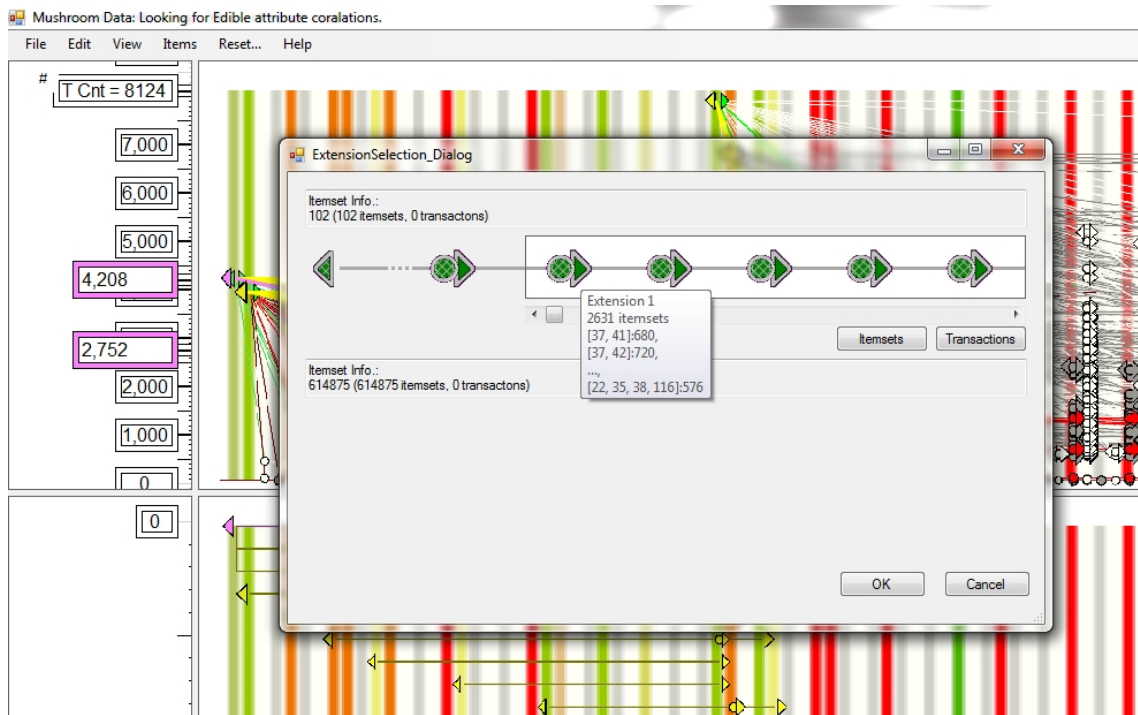 Mushroom Data: Looking for Edible attribute coralations.
File Edit View Items Reset... Help
#
T Cnt = 8124
7,000
6,000
5,000
4,208
2,752
2,000
1,000
0
0
ExtensionSelection_Dialog
Itemset Info.:
102 (102 itemsets, 0 transactons)
Extension 1
2631 itemsets
[37, 41]:680,
[37, 42]:720,
...,
[22, 35, 38, 116]:576
Itemsets Transactions
Itemset Info.:
614875 (614875 itemsets, 0 transactons)
OK Cancel